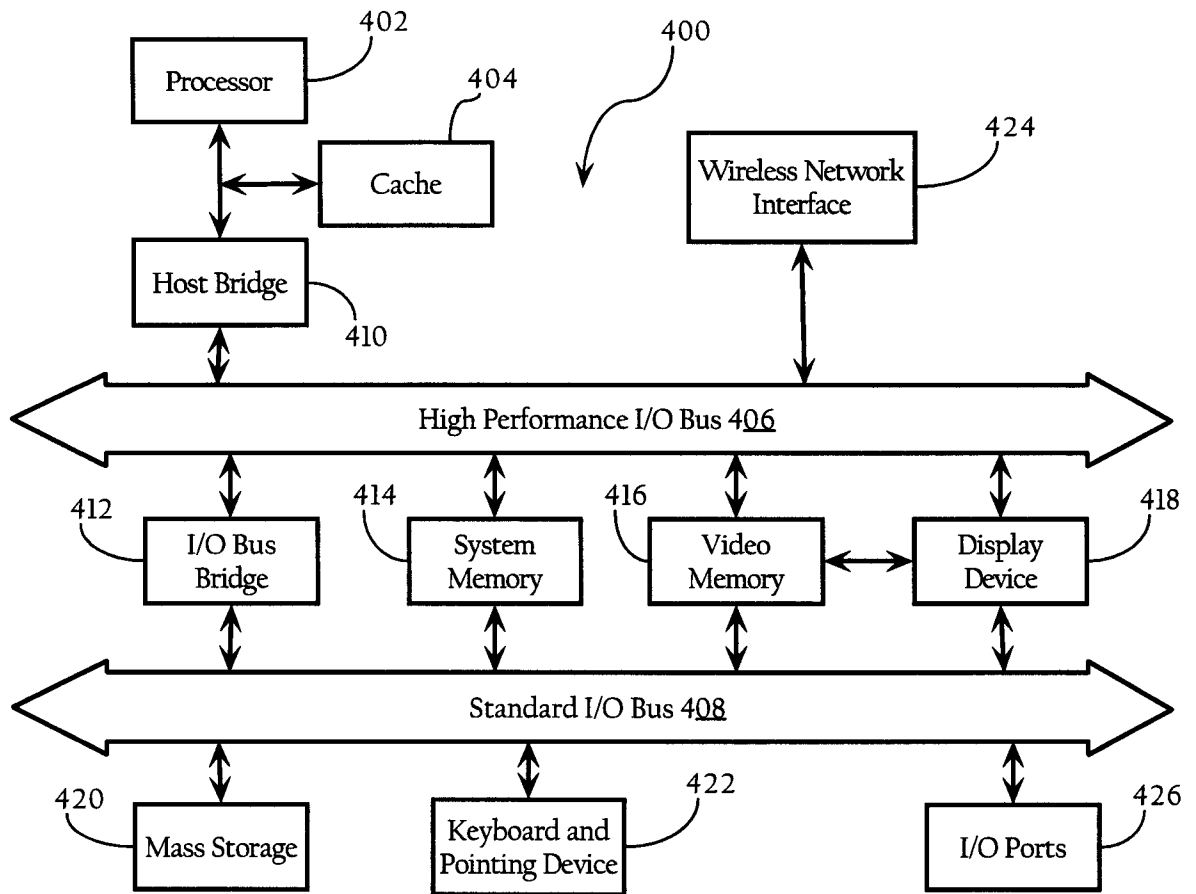 402
Processor
400
404
Cache
424
Wireless Network
Interface
Host Bridge
410
High Performance I/O Bus 406
412
I/O Bus
Bridge
414
System
Memory
416
Video
Memory
418
Display
Device
Standard I/O Bus 408
420
Mass Storage
422
Keyboard and
Pointing Device
426
I/O Ports